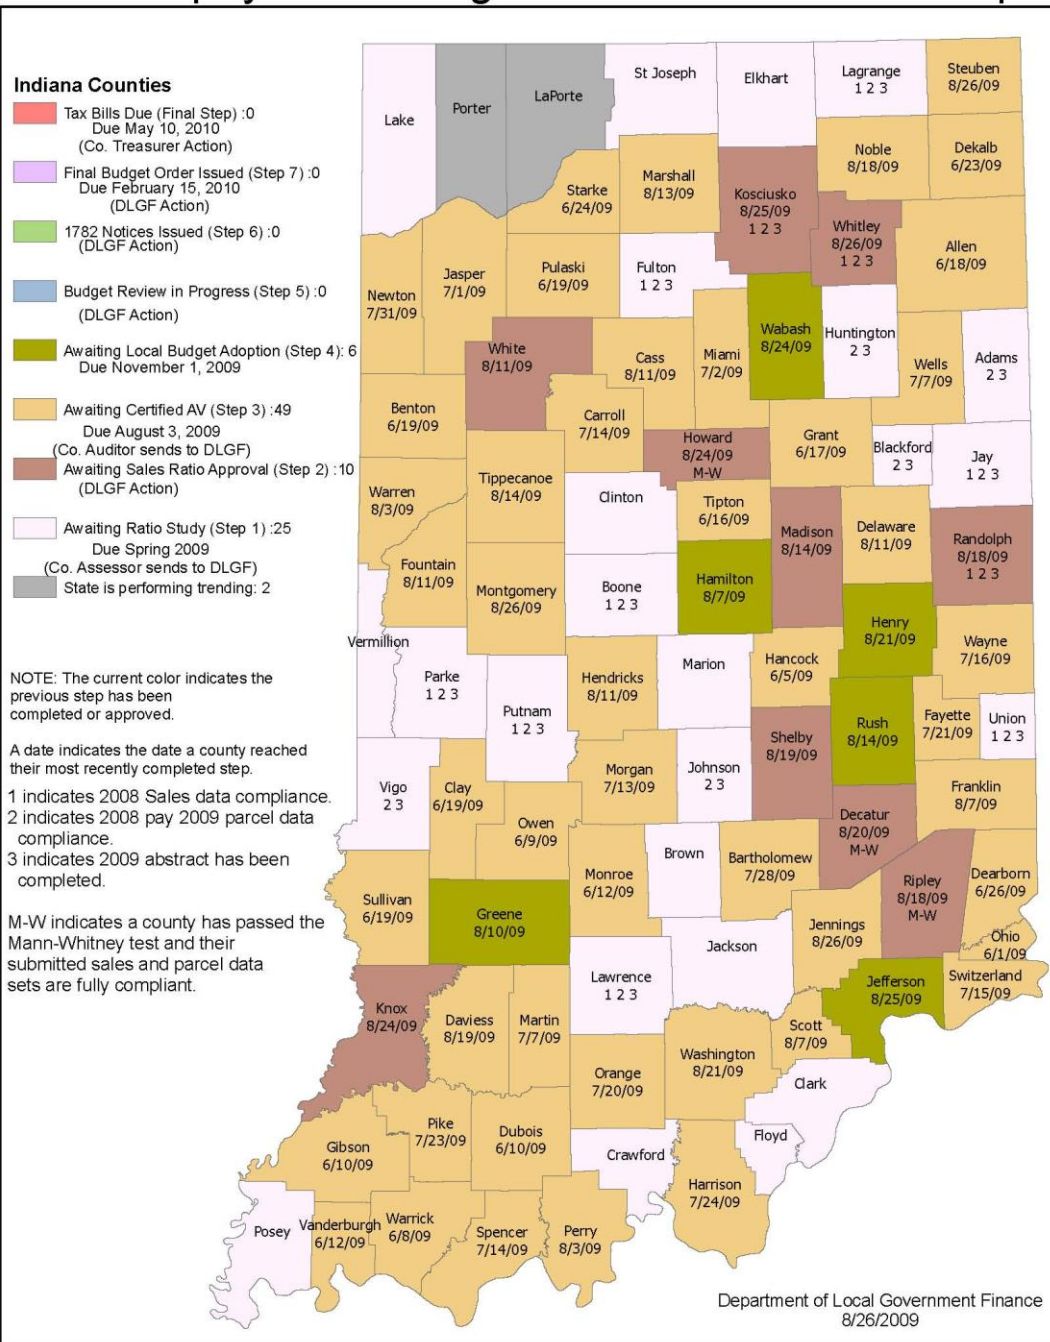 Indiana Counties
Tax Bills Due (Final Step) :0
Due May 10, 2010
(Co. Treasurer Action)
Final Budget Order Issued (Step 7) :0
Due February 15, 2010
(DLGF Action)
1782 Notices Issued (Step 6) :0
(DLGF Action)
Budget Review in Progress (Step 5) :0
(DLGF Action)
Awaiting Local Budget Adoption (Step 4): 6
Due November 1, 2009
Awaiting Certified AV (Step 3) :49
Due August 3, 2009
(Co. Auditor sends to DLGF)
Awaiting Sales Ratio Approval (Step 2) :10
(DLGF Action)
Awaiting Ratio Study (Step 1) :25
Due Spring 2009
(Co. Assessor sends to DLGF)
State is performing trending: 2
NOTE: The current color indicates the
previous step has been
completed or approved.
A date indicates the date a county reached
their most recently completed step.
1 indicates 2008 Sales data compliance.
2 indicates 2008 pay 2009 parcel data
compliance.
3 indicates 2009 abstract has been
completed.
M-W indicates a county has passed the
Mann-Whitney test and their
submitted sales and parcel data
sets are fully compliant.
Lake
Porter
LaPorte
St Joseph
Elkhart
Lagrange
1 2 3
Steuben
8/26/09
Noble
8/18/09
Dekalb
6/23/09
Starke
6/24/09
Marshall
8/13/09
Kosciusko
8/25/09
1 2 3
Whitley
8/26/09
1 2 3
Allen
6/18/09
Newton
7/31/09
Jasper
7/1/09
Pulaski
6/19/09
Fulton
1 2 3
White
8/11/09
Cass
8/11/09
Miami
7/2/09
Wabash
8/24/09
Huntington
2 3
Wells
7/7/09
Adams
2 3
Benton
6/19/09
Carroll
7/14/09
Howard
8/24/09
M-W
Grant
6/17/09
Blackford
2 3
Jay
1 2 3
Warren
8/3/09
Tippecanoe
8/14/09
Clinton
Tipton
6/16/09
Madison
8/14/09
Delaware
8/11/09
Randolph
8/18/09
1 2 3
Fountain
8/11/09
Montgomery
8/26/09
Boone
1 2 3
Hamilton
8/7/09
Henry
8/21/09
Wayne
7/16/09
Vermillion
Parke
1 2 3
Putnam
1 2 3
Hendricks
8/11/09
Marion
Hancock
6/5/09
Shelby
8/19/09
Rush
8/14/09
Fayette
7/21/09
Union
1 2 3
Vigo
2 3
Clay
6/19/09
Owen
6/9/09
Morgan
7/13/09
Johnson
2 3
Franklin
8/7/09
Decatur
8/20/09
M-W
Sullivan
6/19/09
Greene
8/10/09
Monroe
6/12/09
Brown
Bartholomew
7/28/09
Ripley
8/18/09
M-W
Dearborn
6/26/09
Jennings
8/26/09
Ohio
6/1/09
Jackson
Lawrence
1 2 3
Jefferson
8/25/09
Switzerland
7/15/09
Knox
8/24/09
Daviess
8/19/09
Martin
7/7/09
Scott
8/7/09
Washington
8/21/09
Orange
7/20/09
Clark
Floyd
Pike
7/23/09
Dubois
6/10/09
Gibson
6/10/09
Crawford
Harrison
7/24/09
Posey
Vanderburgh
6/12/09
Warrick
6/8/09
Spencer
7/14/09
Perry
8/3/09
Department of Local Government Finance
8/26/2009